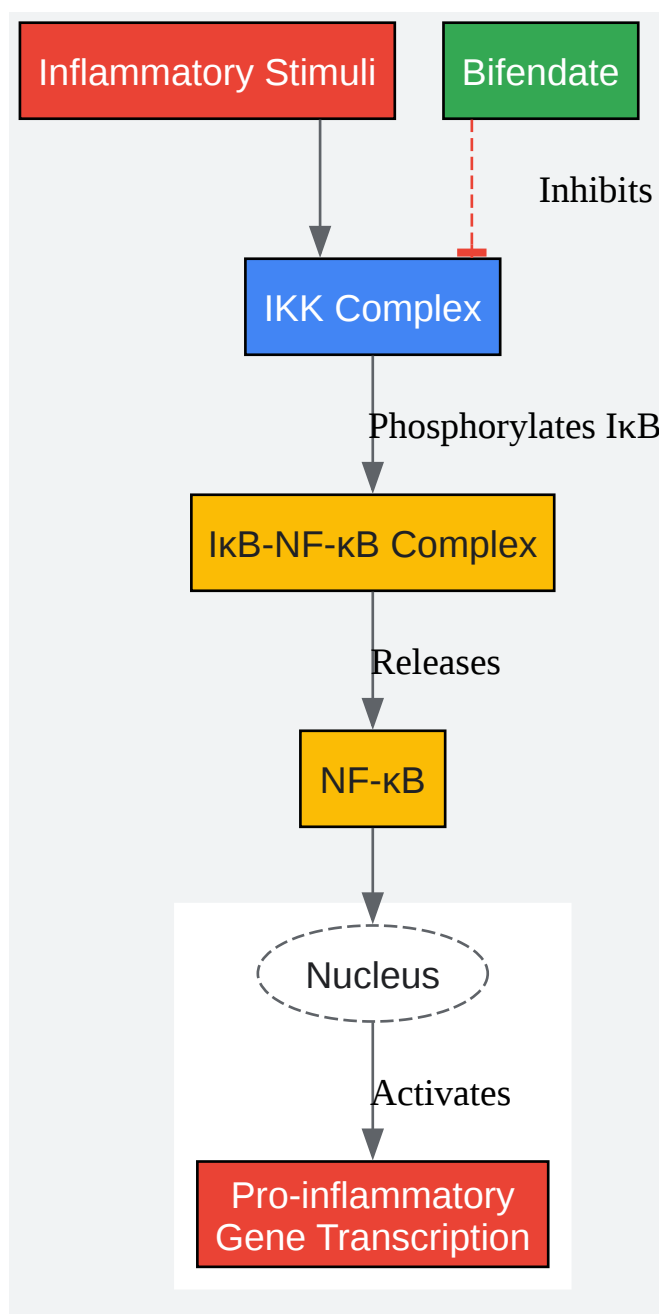 Inflammatory Stimuli
Bifendate
Inhibits
IKK Complex
Phosphorylates IκB
IκB-NF-κB Complex
Releases
NF-κB
Nucleus
Activates
Pro-inflammatory
Gene Transcription